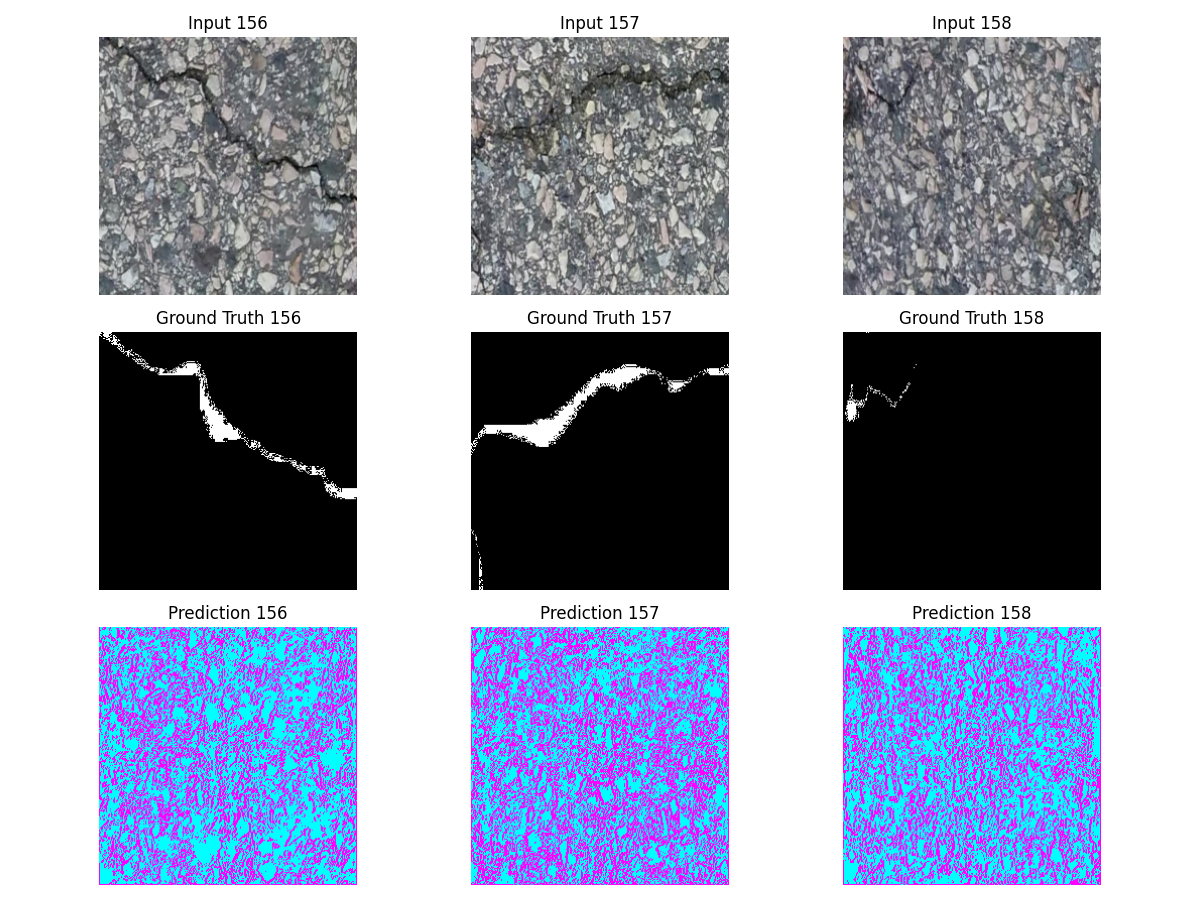 Input 156
Input 157
Input 158
Ground Truth 156
Ground Truth 157
Ground Truth 158
Prediction 156
Prediction 157
Prediction 158